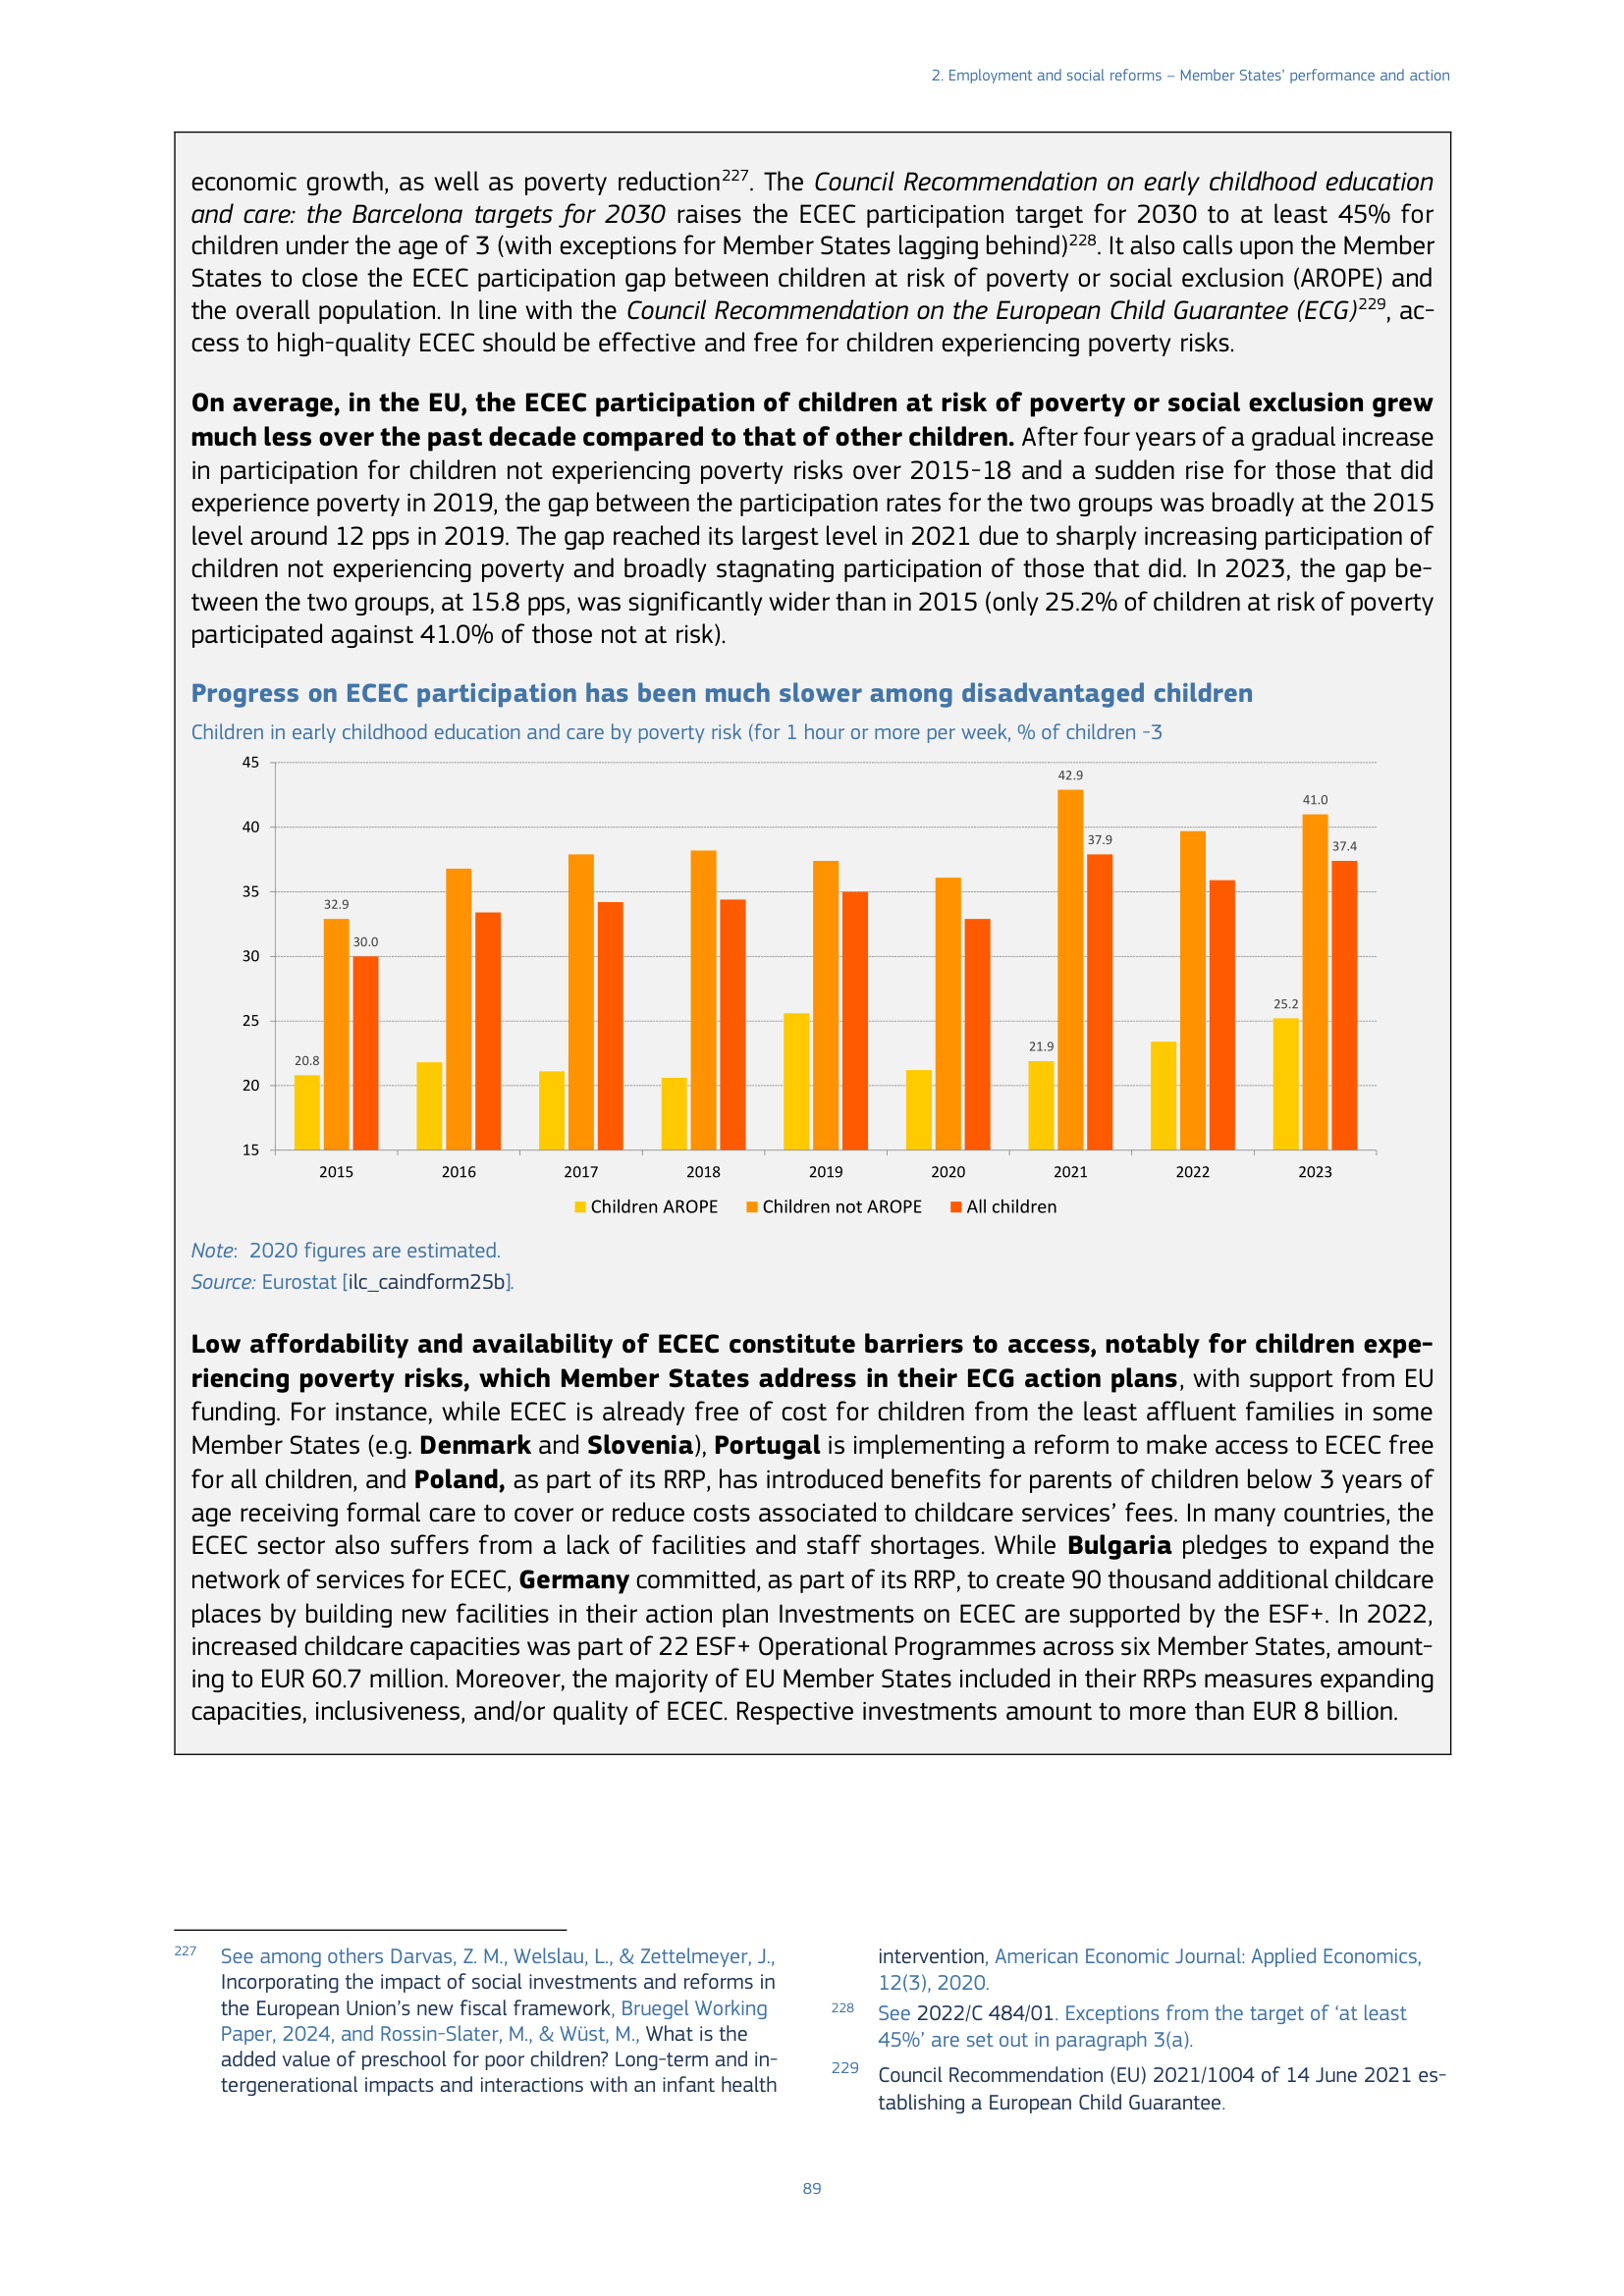 2. Employment and social reforms – Member States’ performance and action
economic growth, as well as poverty reduction227. The Council Recommendation on early childhood education
and care: the Barcelona targets for 2030 raises the ECEC participation target for 2030 to at least 45% for
children under the age of 3 (with exceptions for Member States lagging behind)228. It also calls upon the Member
States to close the ECEC participation gap between children at risk of poverty or social exclusion (AROPE) and
the overall population. In line with the Council Recommendation on the European Child Guarantee (ECG)229, ac-
cess to high-quality ECEC should be effective and free for children experiencing poverty risks.
On average, in the EU, the ECEC participation of children at risk of poverty or social exclusion grew
much less over the past decade compared to that of other children. After four years of a gradual increase
in participation for children not experiencing poverty risks over 2015-18 and a sudden rise for those that did
experience poverty in 2019, the gap between the participation rates for the two groups was broadly at the 2015
level around 12 pps in 2019. The gap reached its largest level in 2021 due to sharply increasing participation of
children not experiencing poverty and broadly stagnating participation of those that did. In 2023, the gap be-
tween the two groups, at 15.8 pps, was significantly wider than in 2015 (only 25.2% of children at risk of poverty
participated against 41.0% of those not at risk).
Progress on ECEC participation has been much slower among disadvantaged children
Children in early childhood education and care by poverty risk (for 1 hour or more per week, % of children -3
45
40
35
30
25
20
15
20.8
32.9
30.0
21.9
42.9
37.9
25.2
41.0
37.4
2015 2016 2017 2018 2019 2020 2021 2022 2023
Children AROPE Children not AROPE All children
Note: 2020 figures are estimated.
Source: Eurostat [ilc_caindform25b].
Low affordability and availability of ECEC constitute barriers to access, notably for children expe-
riencing poverty risks, which Member States address in their ECG action plans, with support from EU
funding. For instance, while ECEC is already free of cost for children from the least affluent families in some
Member States (e.g. Denmark and Slovenia), Portugal is implementing a reform to make access to ECEC free
for all children, and Poland, as part of its RRP, has introduced benefits for parents of children below 3 years of
age receiving formal care to cover or reduce costs associated to childcare services’ fees. In many countries, the
ECEC sector also suffers from a lack of facilities and staff shortages. While Bulgaria pledges to expand the
network of services for ECEC, Germany committed, as part of its RRP, to create 90 thousand additional childcare
places by building new facilities in their action plan Investments on ECEC are supported by the ESF+. In 2022,
increased childcare capacities was part of 22 ESF+ Operational Programmes across six Member States, amount-
ing to EUR 60.7 million. Moreover, the majority of EU Member States included in their RRPs measures expanding
capacities, inclusiveness, and/or quality of ECEC. Respective investments amount to more than EUR 8 billion.
227 See among others Darvas, Z. M., Welslau, L., & Zettelmeyer, J.,
Incorporating the impact of social investments and reforms in
the European Union’s new fiscal framework, Bruegel Working
Paper, 2024, and Rossin-Slater, M., & Wüst, M., What is the
added value of preschool for poor children? Long-term and in-
tergenerational impacts and interactions with an infant health
intervention, American Economic Journal: Applied Economics,
12(3), 2020.
228 See 2022/C 484/01. Exceptions from the target of ‘at least
45%’ are set out in paragraph 3(a).
229 Council Recommendation (EU) 2021/1004 of 14 June 2021 es-
tablishing a European Child Guarantee.
89